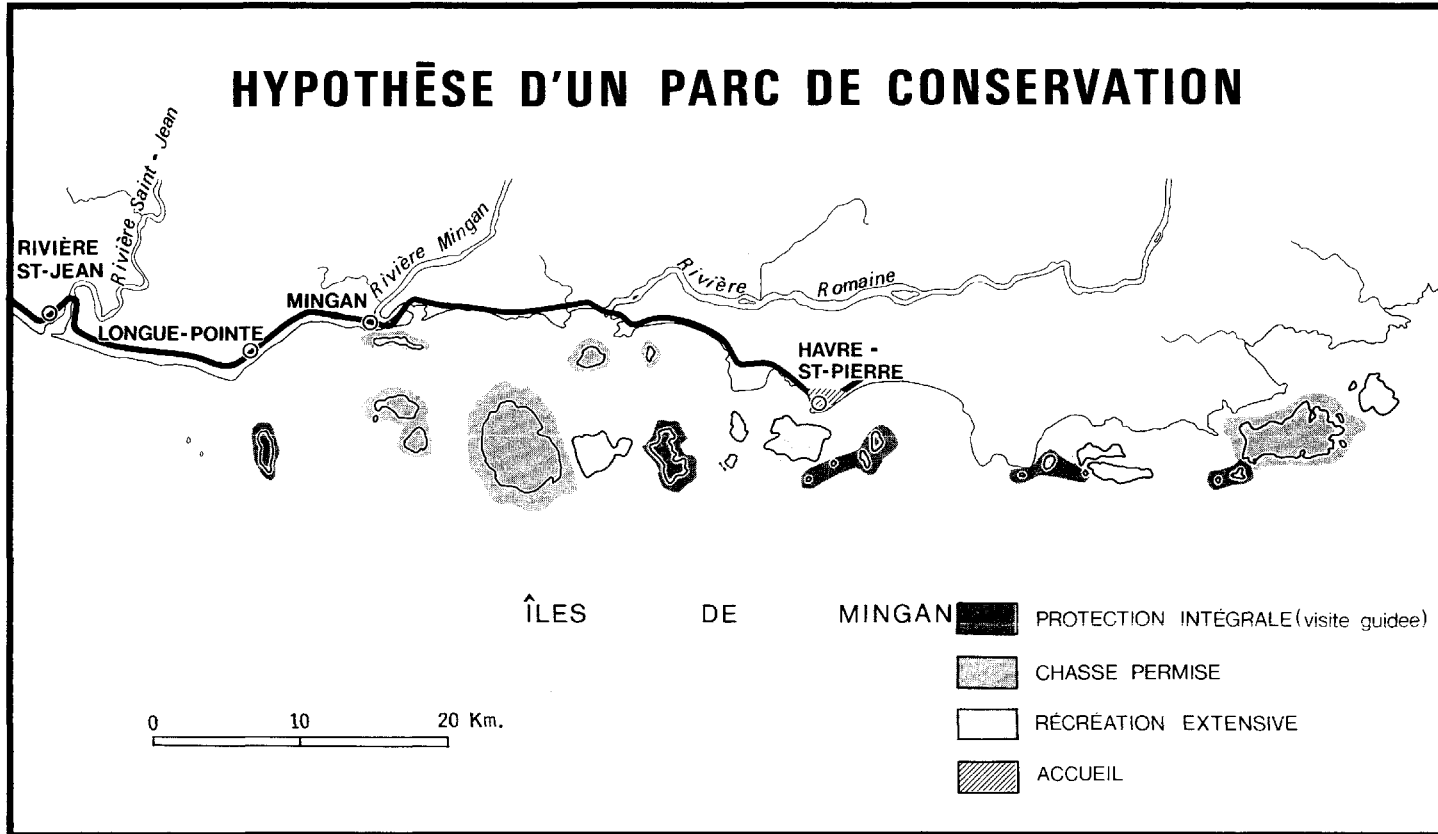 HYPOTHĒSE D'UN PARC DE CONSERVATION
Rivière Saint-Jean
RIVIÈRE
ST-JEAN
Rivière Mingan
MINGAN
LONGUE-POINTE
Rivière Romaine
HAVRE-
ST-PIERRE
ÎLES DE MINGAN
PROTECTION INTÉGRALE (visite guidee)
CHASSE PERMISE
RÉCRÉATION EXTENSIVE
ACCUEIL
0 10 20 Km.